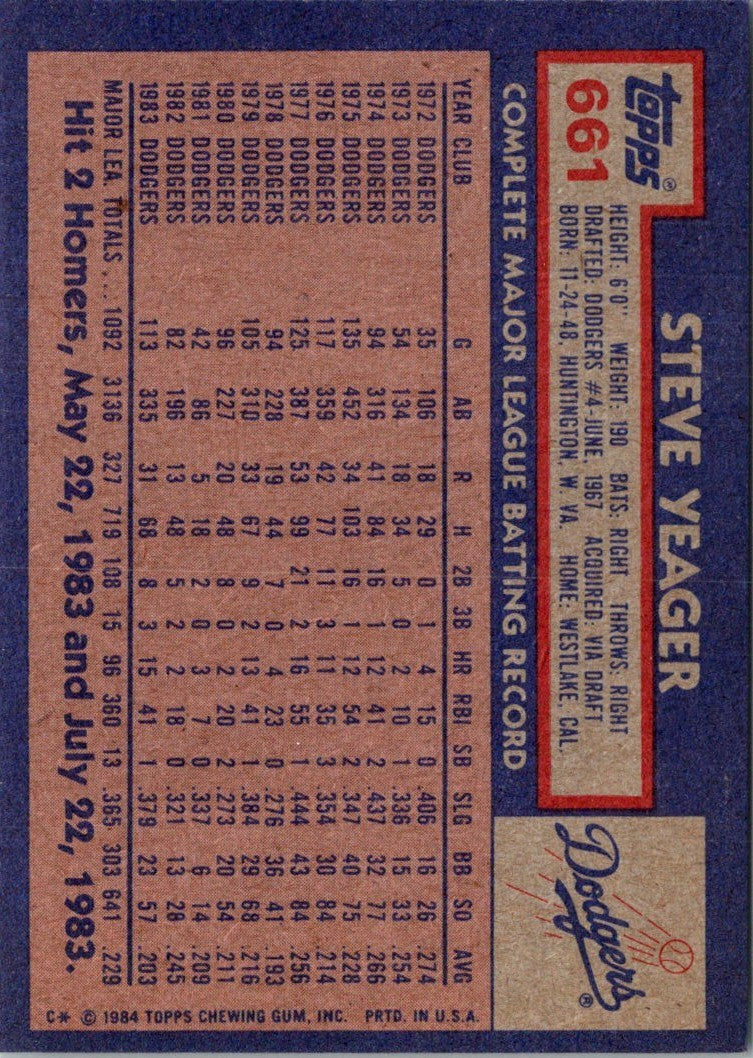 topps®
661
STEVE YEAGER
HEIGHT: 6'0" WEIGHT: 190 BATS: RIGHT THROWS: RIGHT
DRAFTED: DODGERS #4-JUNE, 1967 ACQUIRED: VIA DRAFT
BORN: 11-24-48, HUNTINGTON, W. VA. HOME: WESTLAKE, CAL.
Dodgers®
COMPLETE MAJOR LEAGUE BATTING RECORD
YEAR CLUB G AB R H 2B 3B HR RBI SB SLG BB SO AVG
1972 DODGERS 35 106 18 29 0 1 4 15 0 .406 16 26 .274
1973 DODGERS 54 134 18 34 5 0 2 10 1 .336 15 33 .254
1974 DODGERS 94 316 41 84 16 1 12 41 2 .437 32 77 .266
1975 DODGERS 135 452 34 103 16 1 12 54 2 .347 40 75 .228
1976 DODGERS 117 359 42 77 11 3 11 35 3 .354 30 84 .214
1977 DODGERS 125 387 53 99 21 2 16 55 1 .444 43 84 .256
1978 DODGERS 94 228 19 44 7 0 4 23 0 .276 36 41 .193
1979 DODGERS 105 310 33 67 9 2 13 41 1 .384 29 68 .216
1980 DODGERS 96 227 20 48 8 0 2 20 2 .273 20 54 .211
1981 DODGERS 42 86 5 18 2 0 3 7 0 .337 6 14 .209
1982 DODGERS 82 196 13 48 5 2 2 18 0 .321 13 28 .245
1983 DODGERS 113 335 31 68 8 3 15 41 1 .379 23 57 .203
MAJOR LEA. TOTALS ... 1092 3136 327 719 108 15 96 360 13 .365 303 641 .229
Hit 2 Homers, May 22, 1983 and July 22, 1983.
C* © 1984 TOPPS CHEWING GUM, INC. PRTD. IN U.S.A.